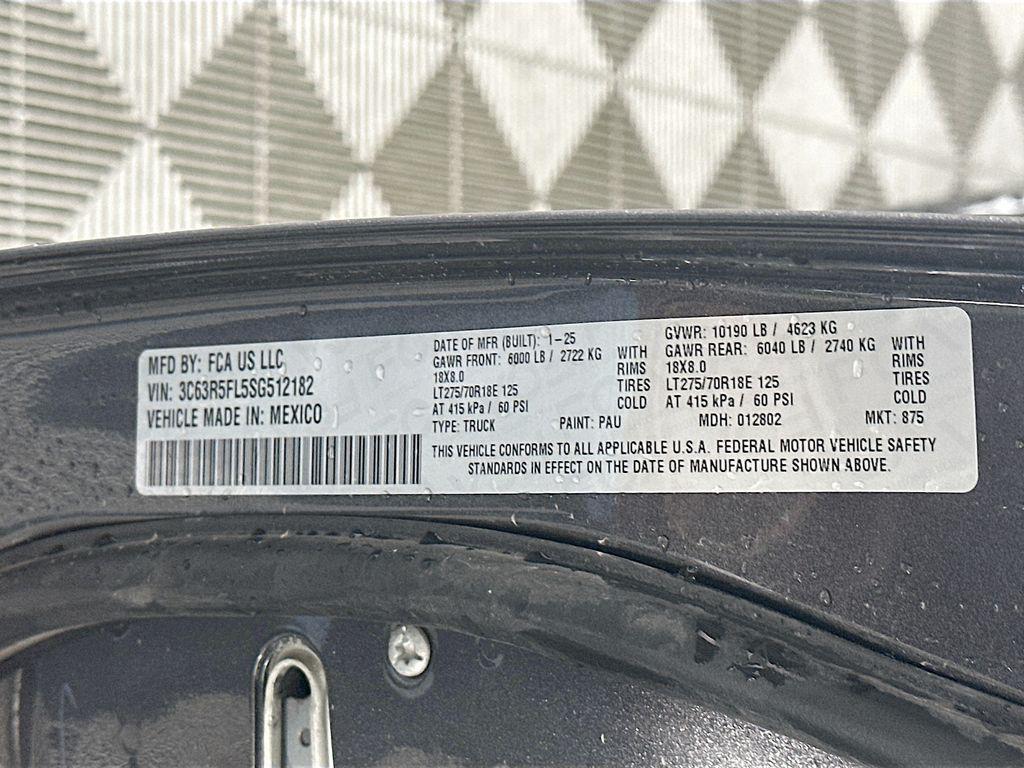 MFD BY: FCA US LLC
VIN: 3C63R5FL5SG512182
VEHICLE MADE IN: MEXICO
DATE OF MFR (BUILT): 1-25
GAWR FRONT: 6000 LB / 2722 KG WITH
18X8.0 RIMS
LT275/70R18E 125 TIRES
AT 415 kPa / 60 PSI COLD
TYPE: TRUCK PAINT: PAU
GVWR: 10190 LB / 4623 KG
GAWR REAR: 6040 LB / 2740 KG WITH
18X8.0 RIMS
LT275/70R18E 125 TIRES
AT 415 kPa / 60 PSI COLD
MDH: 012802 MKT: 875
THIS VEHICLE CONFORMS TO ALL APPLICABLE U.S.A. FEDERAL MOTOR VEHICLE SAFETY
STANDARDS IN EFFECT ON THE DATE OF MANUFACTURE SHOWN ABOVE.